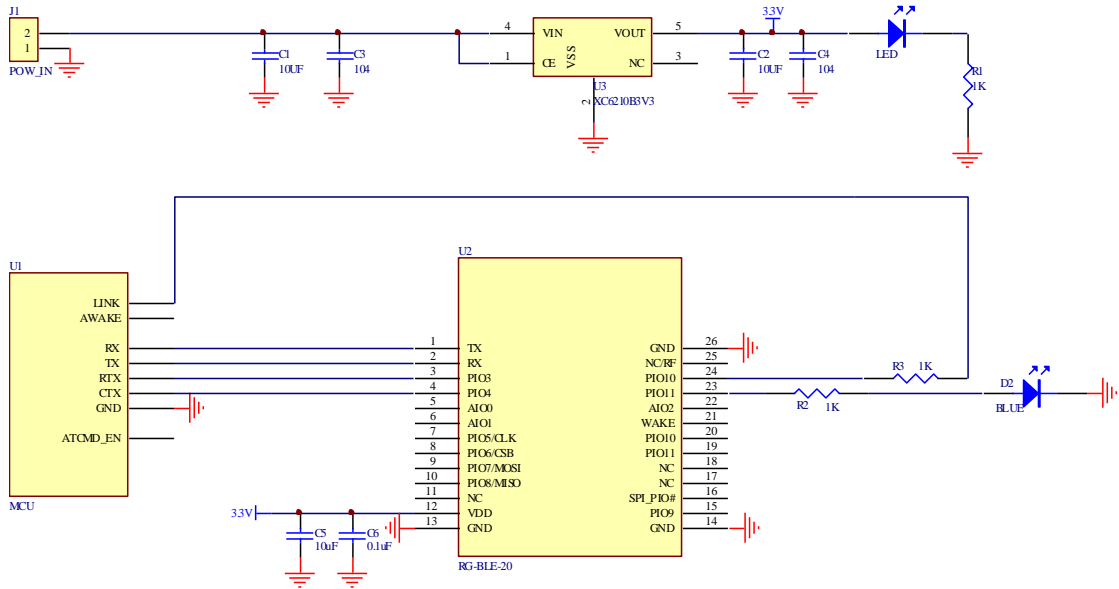 J1
2
1
POW_IN
C1
10UF
C3
104
4
VIN
VOUT
5
1
CE
VSS
NC
3
2
U3
XC6210B3V3
3.3V
C2
10UF
C4
104
LED
R1
1K
U1
LINK
AWAKE
RX
TX
RTX
CTX
GND
ATCMD_EN
MCU
U2
1 TX
2 RX
3 PIO3
4 PIO4
5 AIO0
6 AIO1
7 PIO5/CLK
8 PIO6/CSB
9 PIO7/MOSI
10 PIO8/MISO
11 NC
12 VDD
13 GND
GND 26
NC/RF 25
PIO10 24
PIO11 23
AIO2 22
WAKE 21
PIO10 20
PIO11 19
NC 18
NC 17
SPI_PIO# 16
PIO9 15
GND 14
RG-BLE-20
R3 1K
R2 1K
D2
BLUE
3.3V
C5
10uF
C6
0.1uF